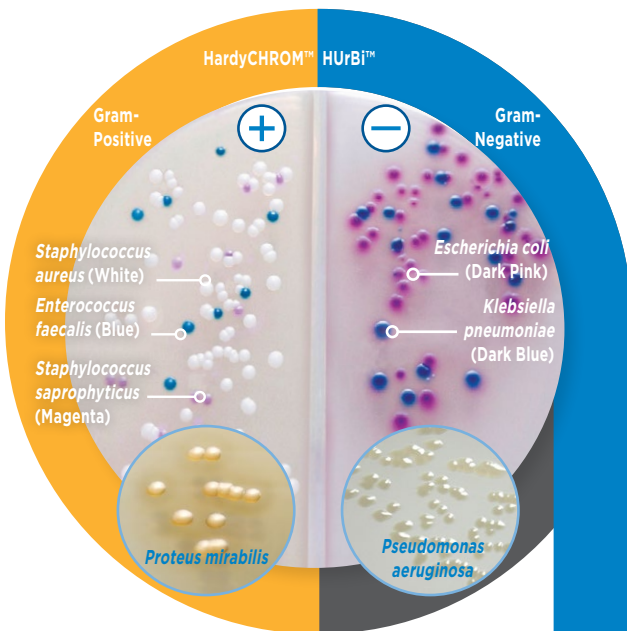 HardyCHROM™ HUrBi™
Gram-
Positive
+
−
Gram-
Negative
Staphylococcus
aureus (White)
Enterococcus
faecalis (Blue)
Staphylococcus
saprophyticus
(Magenta)
Escherichia coli
(Dark Pink)
Klebsiella
pneumoniae
(Dark Blue)
Proteus mirabilis
Pseudomonas
aeruginosa